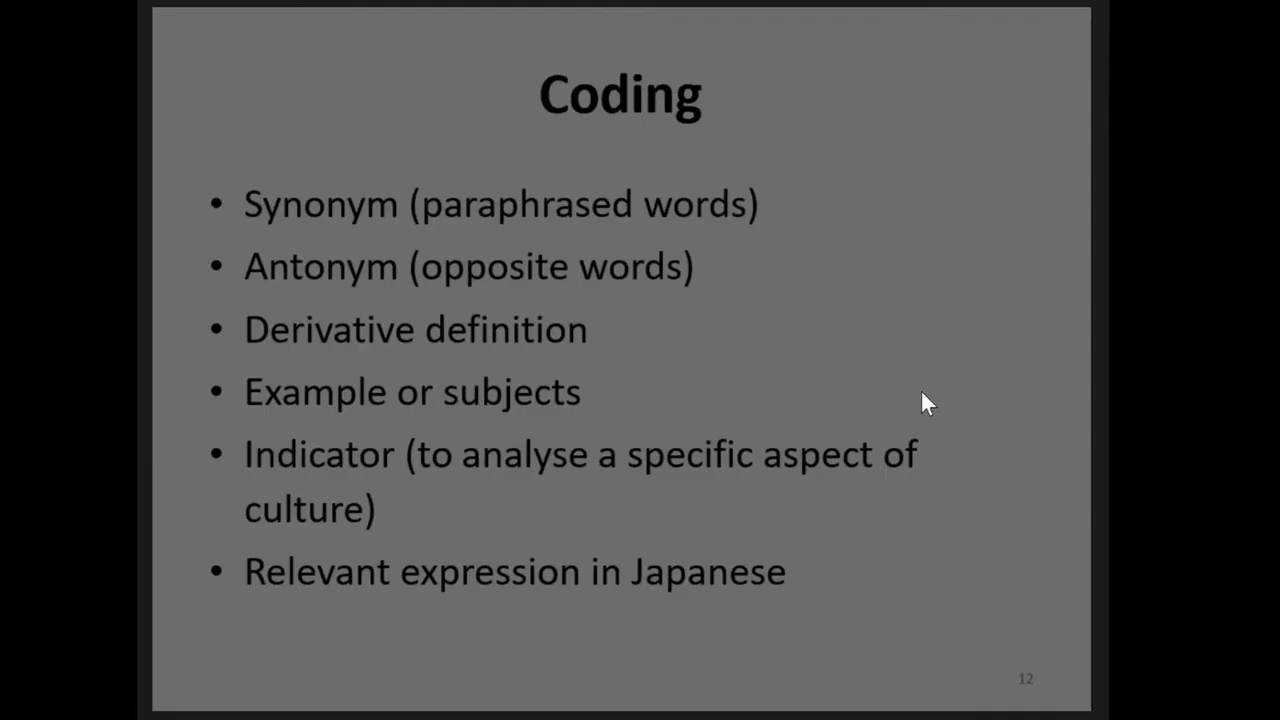 Coding
• Synonym (paraphrased words)
• Antonym (opposite words)
• Derivative definition
• Example or subjects
• Indicator (to analyse a specific aspect of
culture)
• Relevant expression in Japanese
12